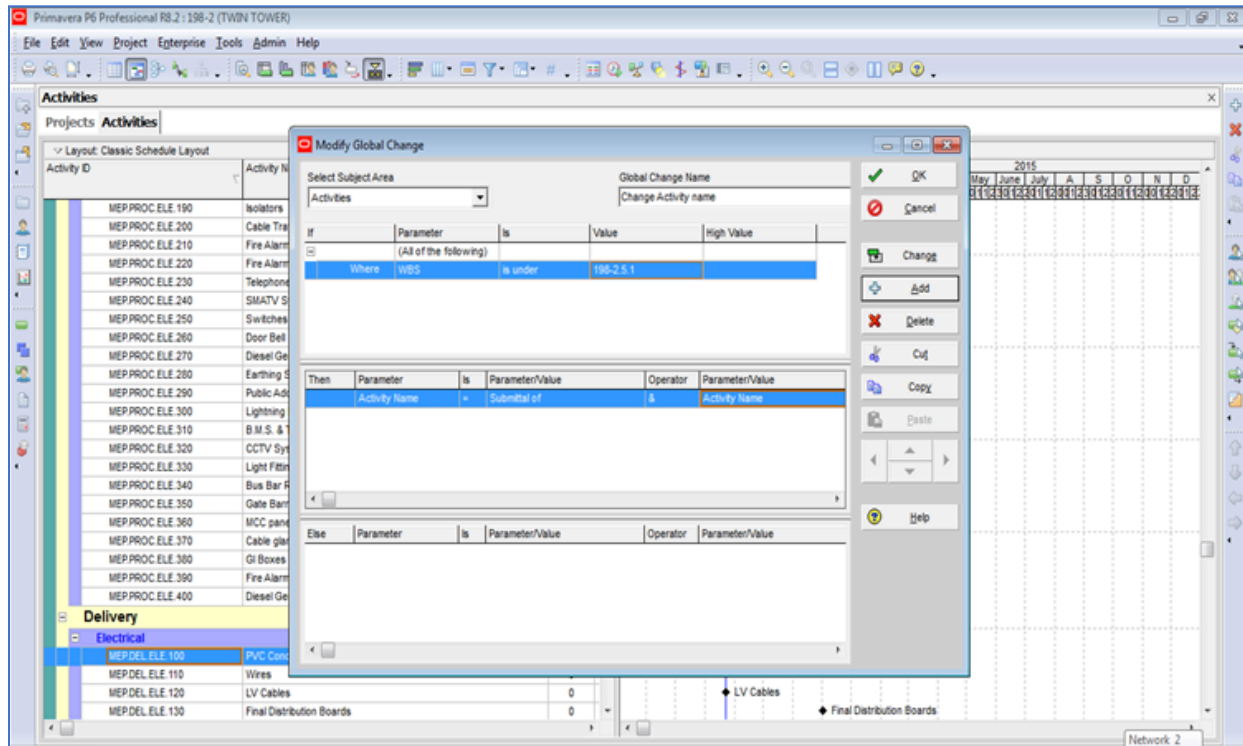 Primavera P6 Professional R8.2 : 198-2 (TWIN TOWER)
File Edit View Project Enterprise Tools Admin Help
Activities
Projects Activities
Layout: Classic Schedule Layout
Activity ID Activity N
2015
May June July A S O N D
MEP.PROC.ELE.190 Isolators
MEP.PROC.ELE.200 Cable Tra
MEP.PROC.ELE.210 Fire Alarm
MEP.PROC.ELE.220 Fire Alarm
MEP.PROC.ELE.230 Telephone
MEP.PROC.ELE.240 SMATV S
MEP.PROC.ELE.250 Switches
MEP.PROC.ELE.260 Door Bell
MEP.PROC.ELE.270 Diesel Ge
MEP.PROC.ELE.280 Earthing S
MEP.PROC.ELE.290 Public Add
MEP.PROC.ELE.300 Lightning
MEP.PROC.ELE.310 B.M.S. & T
MEP.PROC.ELE.320 CCTV Sys
MEP.PROC.ELE.330 Light Fittin
MEP.PROC.ELE.340 Bus Bar R
MEP.PROC.ELE.350 Gate Barr
MEP.PROC.ELE.360 MCC pane
MEP.PROC.ELE.370 Cable glan
MEP.PROC.ELE.380 GI Boxes
MEP.PROC.ELE.390 Fire Alarm
MEP.PROC.ELE.400 Diesel Ge
Delivery
Electrical
MEP.DEL.ELE.100 PVC Cond
MEP.DEL.ELE.110 Wires
MEP.DEL.ELE.120 LV Cables 0 LV Cables
MEP.DEL.ELE.130 Final Distribution Boards 0 Final Distribution Boards
Modify Global Change
Select Subject Area Global Change Name
Activities Change Activity name
If Parameter Is Value High Value
(All of the following)
Where WBS is under 198-2.5.1
Then Parameter Is Parameter/Value Operator Parameter/Value
Activity Name = Submittal of & Activity Name
Else Parameter Is Parameter/Value Operator Parameter/Value
OK
Cancel
Change
Add
Delete
Cut
Copy
Paste
Help
Network 2